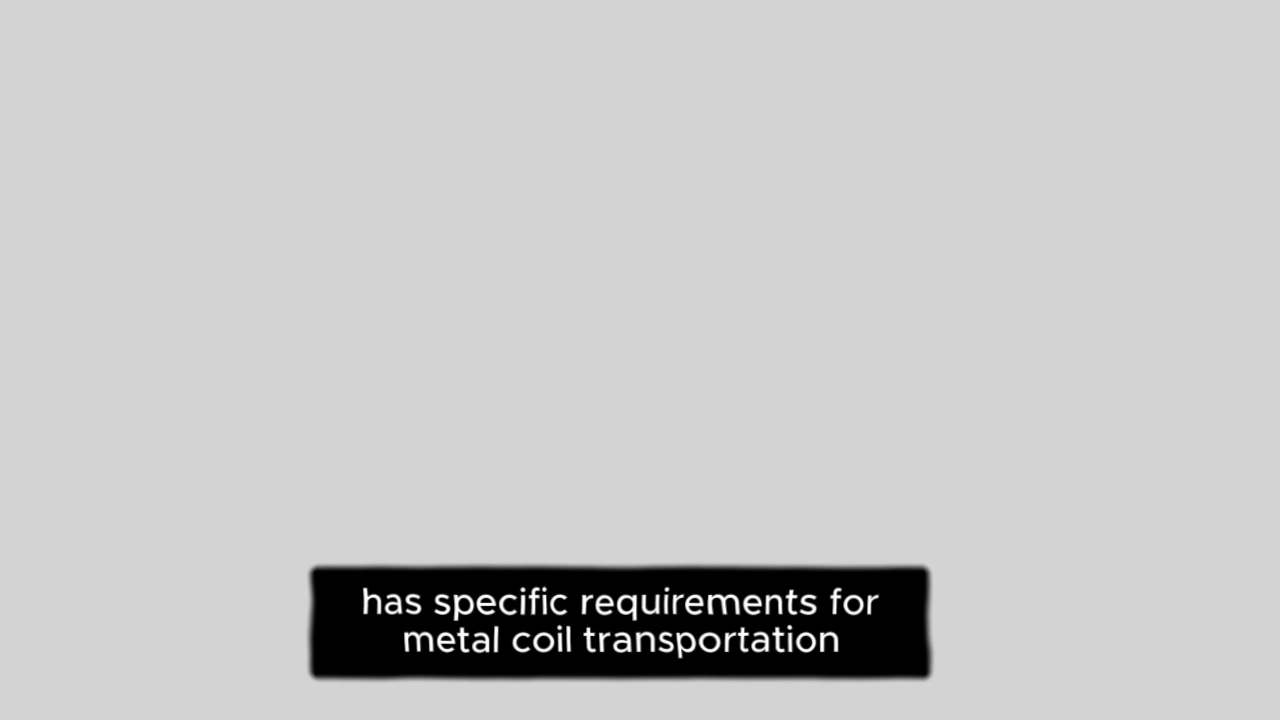 has specific requirements for
metal coil transportation